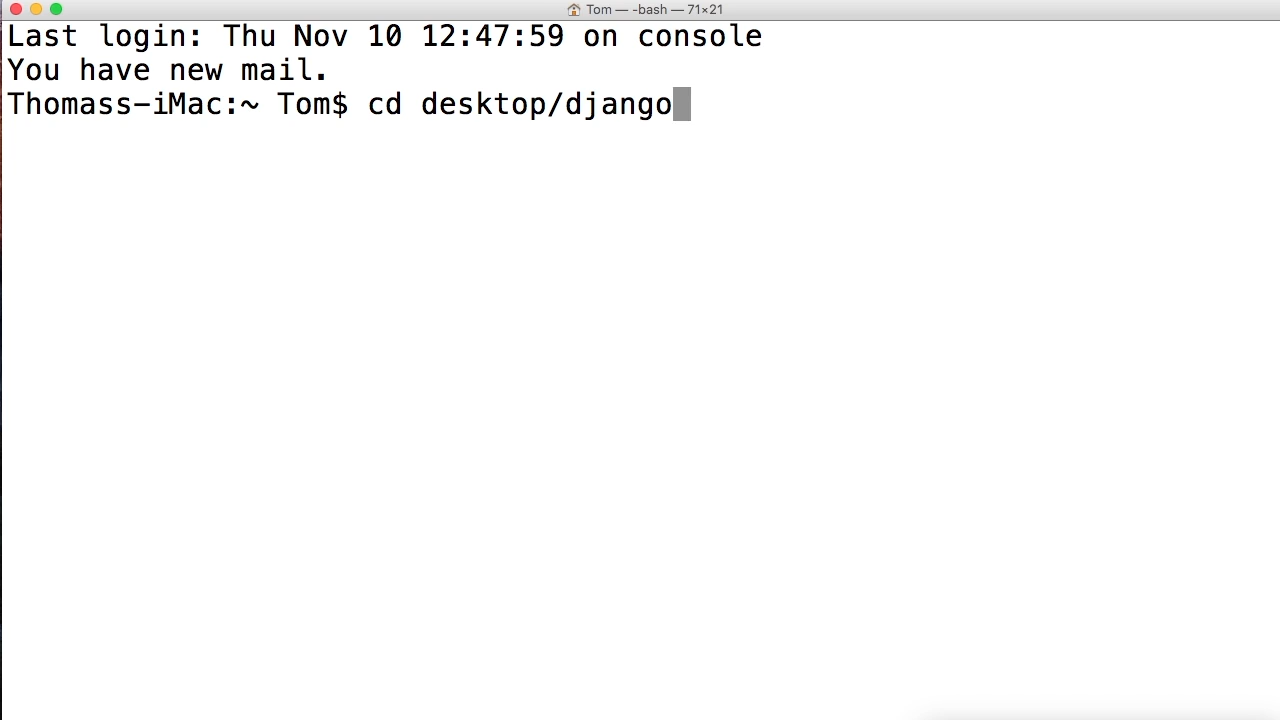 Tom — -bash — 71×21
Last login: Thu Nov 10 12:47:59 on console
You have new mail.
Thomass-iMac:~ Tom$ cd desktop/django